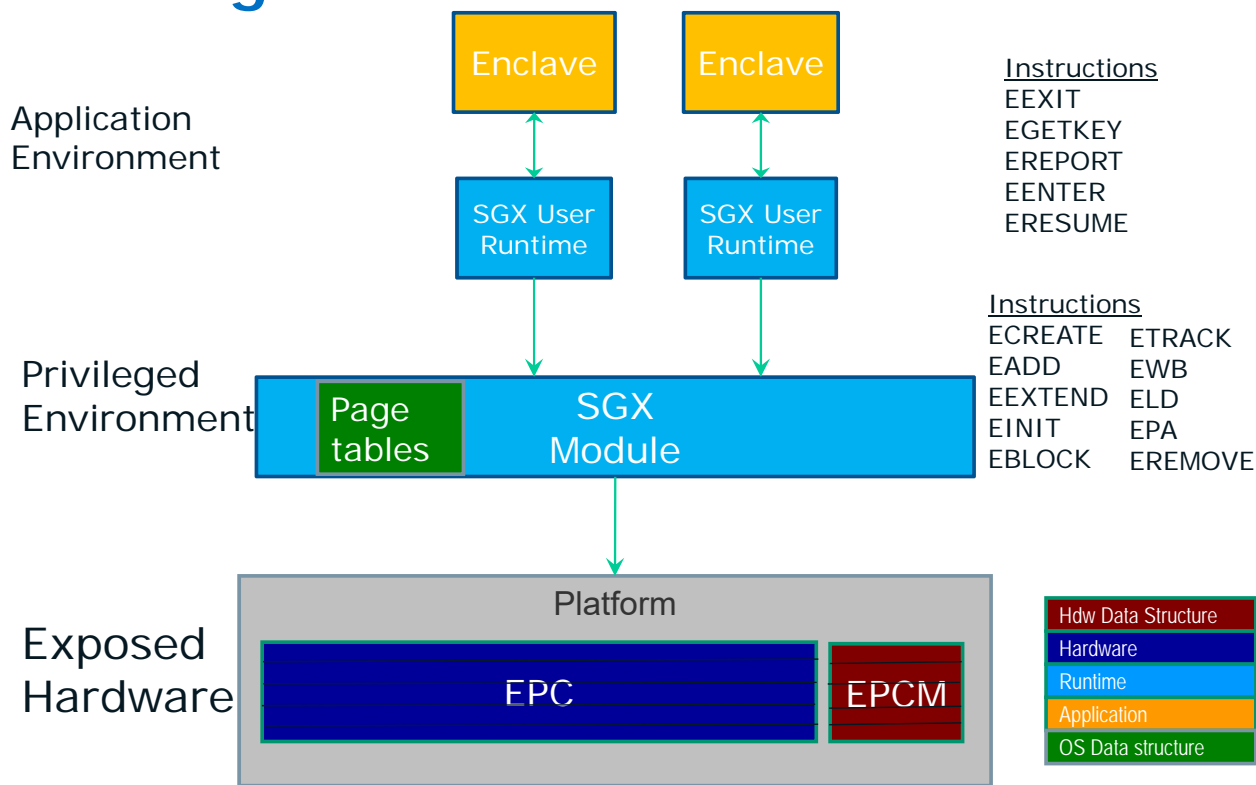 Enclave
Enclave
Instructions
EEXIT
EGETKEY
EREPORT
EENTER
ERESUME
Application
Environment
SGX User
Runtime
SGX User
Runtime
Instructions
ECREATE
EADD
EEXTEND
EINIT
EBLOCK
ETRACK
EWB
ELD
EPA
EREMOVE
Privileged
Environment
Page
tables
SGX
Module
Platform
Exposed
Hardware
EPC
EPCM
Hdw Data Structure
Hardware
Runtime
Application
OS Data structure